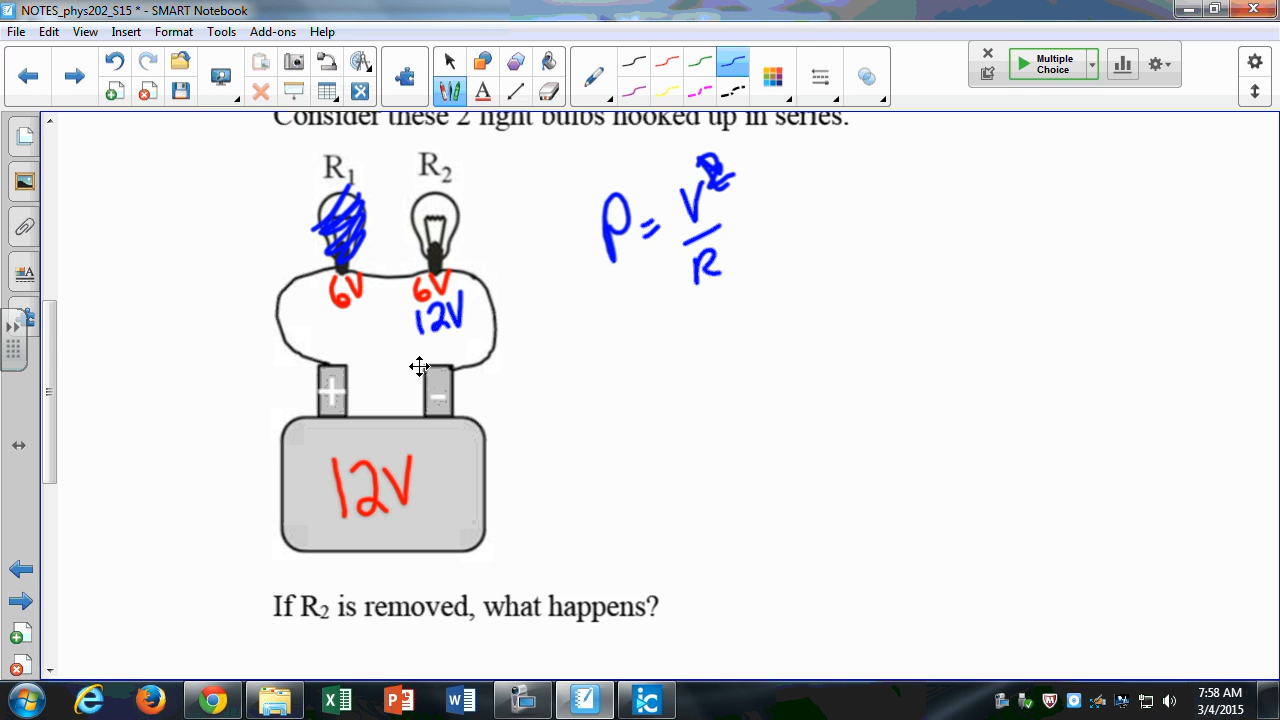 NOTES_phys202_S15 * - SMART Notebook
File Edit View Insert Format Tools Add-ons Help
Multiple
Choice
Consider these 2 light bulbs hooked up in series.
R1 R2
P = V²
R
6V 6V
12V
+ -
12V
If R2 is removed, what happens?
7:58 AM
3/4/2015